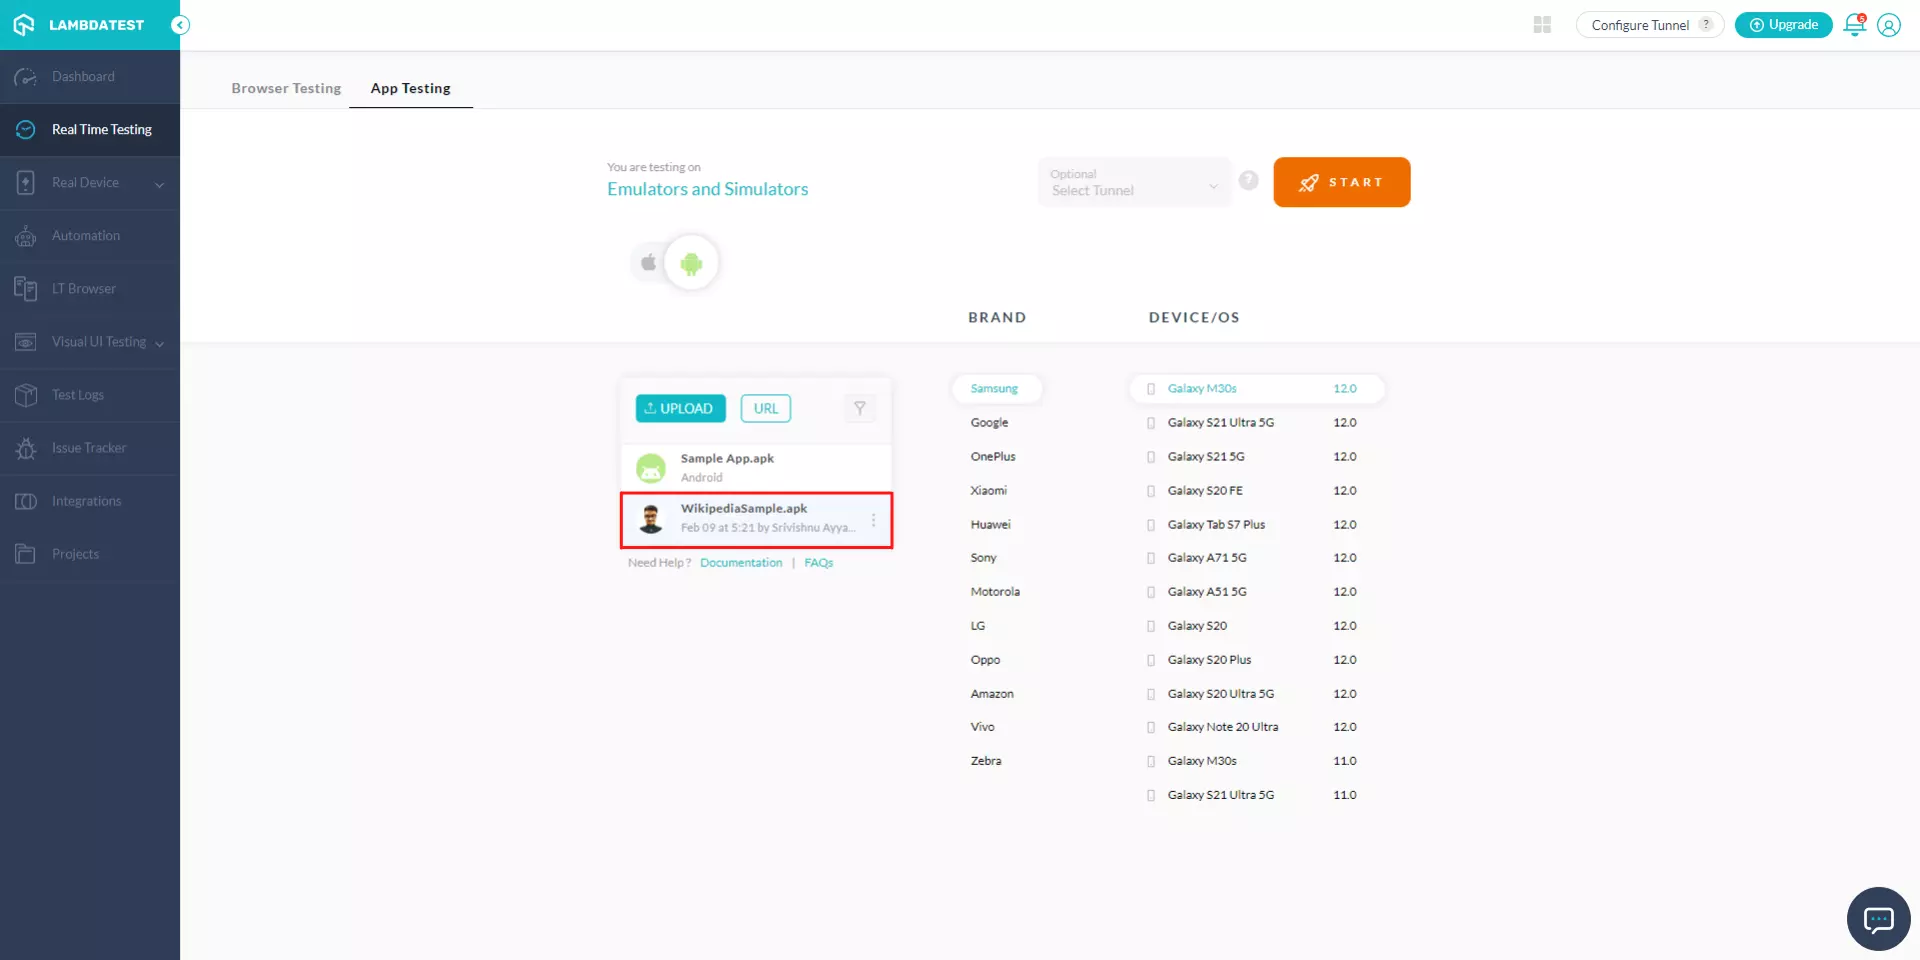 LAMBDATEST
Configure Tunnel ?
Upgrade
5
Dashboard
Real Time Testing
Real Device
Automation
LT Browser
Visual UI Testing
Test Logs
Issue Tracker
Integrations
Projects
Browser Testing
App Testing
You are testing on
Emulators and Simulators
Optional
Select Tunnel
?
START
BRAND
DEVICE/OS
UPLOAD
URL
Sample App.apk
Android
WikipediaSample.apk
Feb 09 at 5:21 by Srivishnu Ayya...
Need Help ? Documentation | FAQs
Samsung
Google
OnePlus
Xiaomi
Huawei
Sony
Motorola
LG
Oppo
Amazon
Vivo
Zebra
Galaxy M30s 12.0
Galaxy S21 Ultra 5G 12.0
Galaxy S21 5G 12.0
Galaxy S20 FE 12.0
Galaxy Tab S7 Plus 12.0
Galaxy A71 5G 12.0
Galaxy A51 5G 12.0
Galaxy S20 12.0
Galaxy S20 Plus 12.0
Galaxy S20 Ultra 5G 12.0
Galaxy Note 20 Ultra 12.0
Galaxy M30s 11.0
Galaxy S21 Ultra 5G 11.0